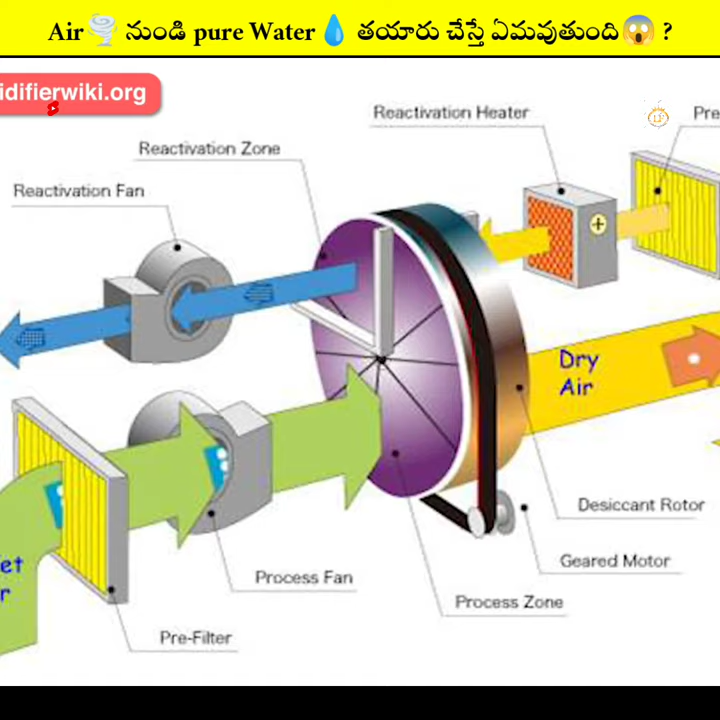 Air🌪️ నుండి pure Water💧 తయారు చేస్తే ఏమవుతుంది😱 ?
idifierwiki.org
Reactivation Heater
Pre
Reactivation Zone
Reactivation Fan
Dry
Air
Desiccant Rotor
et
r
Geared Motor
Process Fan
Process Zone
Pre-Filter